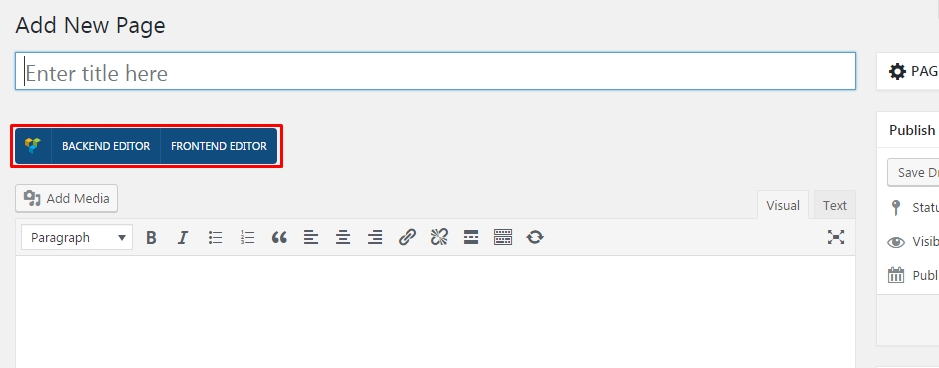 Add New Page
Enter title here
PAG
BACKEND EDITOR FRONTEND EDITOR
Publish
Save Dr
Add Media
Visual Text
Statu
Paragraph
Visib
Publi